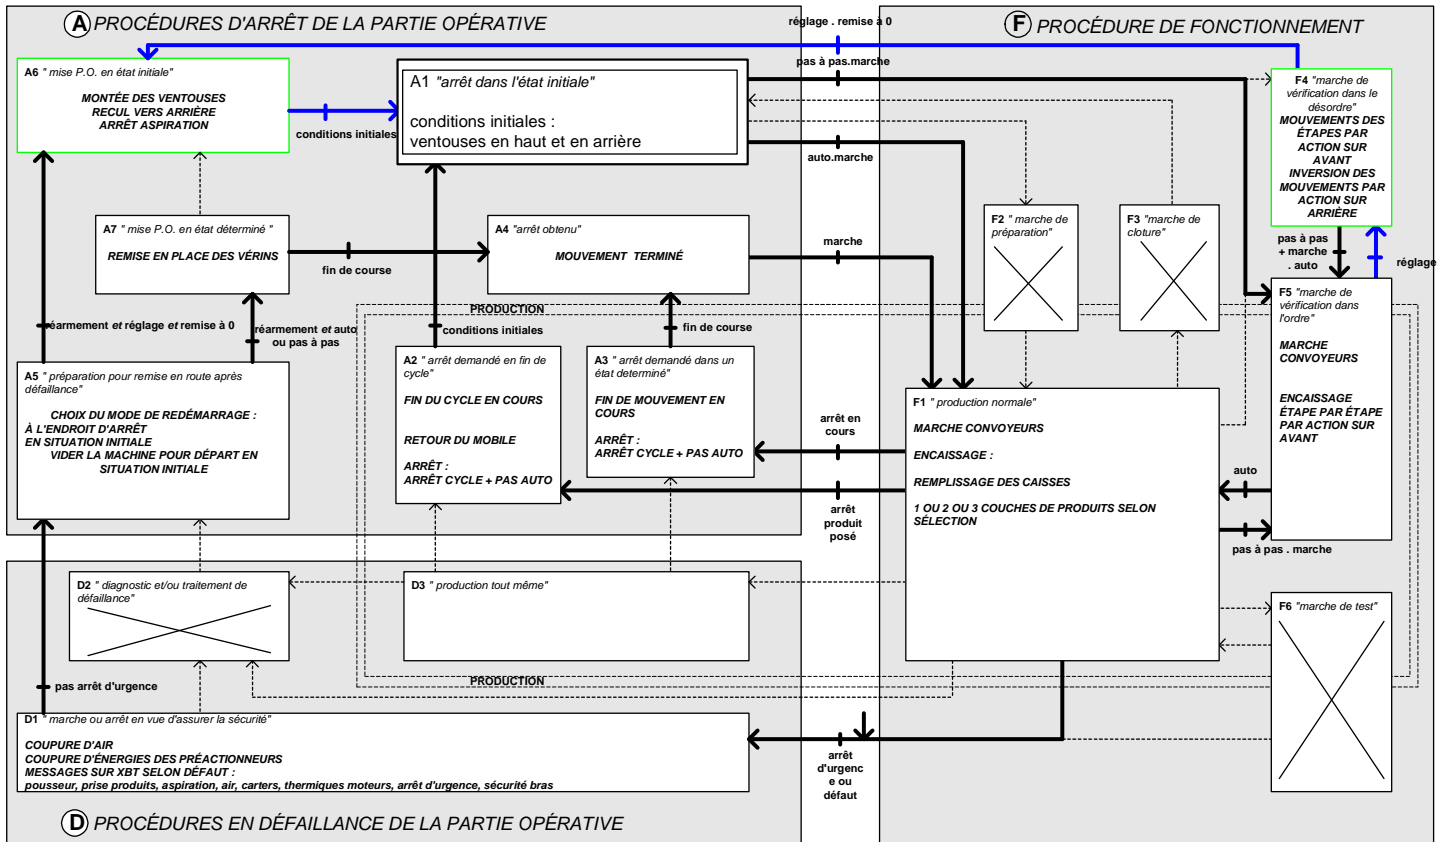 A PROCÉDURES D'ARRÊT DE LA PARTIE OPÉRATIVE
F PROCÉDURE DE FONCTIONNEMENT
réglage . remise à 0
pas à pas.marche
A6 " mise P.O. en état initiale"
MONTÉE DES VENTOUSES
RECUL VERS ARRIÈRE
ARRÊT ASPIRATION
conditions initiales
A1 "arrêt dans l'état initiale"
conditions initiales :
ventouses en haut et en arrière
auto.marche
F4 "marche de
vérification dans le
désordre"
MOUVEMENTS DES
ÉTAPES PAR
ACTION SUR
AVANT
INVERSION DES
MOUVEMENTS PAR
ACTION SUR
ARRIÈRE
A7 " mise P.O. en état déterminé "
REMISE EN PLACE DES VÉRINS
fin de course
A4 "arrêt obtenu"
MOUVEMENT TERMINÉ
marche
F2 " marche de
préparation"
F3 "marche de
cloture"
pas à pas
+ marche
. auto
réglage
PRODUCTION
réarmement et réglage et remise à 0
réarmement et auto
ou pas à pas
conditions initiales
fin de course
F5 "marche de
vérification dans
l'ordre"
MARCHE
CONVOYEURS
ENCAISSAGE
ÉTAPE PAR ÉTAPE
PAR ACTION SUR
AVANT
A5 " préparation pour remise en route après
défaillance"
CHOIX DU MODE DE REDÉMARRAGE :
À L'ENDROIT D'ARRÊT
EN SITUATION INITIALE
VIDER LA MACHINE POUR DÉPART EN
SITUATION INITIALE
A2 " arrêt demandé en fin de
cycle"
FIN DU CYCLE EN COURS
RETOUR DU MOBILE
ARRÊT :
ARRÊT CYCLE + PAS AUTO
A3 " arrêt demandé dans un
état determiné"
FIN DE MOUVEMENT EN
COURS
ARRÊT :
ARRÊT CYCLE + PAS AUTO
arrêt en
cours
arrêt
produit
posé
F1 " production normale"
MARCHE CONVOYEURS
ENCAISSAGE :
REMPLISSAGE DES CAISSES
1 OU 2 OU 3 COUCHES DE PRODUITS SELON
SÉLECTION
auto
pas à pas . marche
D2 " diagnostic et/ou traitement de
défaillance"
D3 "production tout même"
F6 "marche de test"
PRODUCTION
pas arrêt d'urgence
D1 " marche ou arrêt en vue d'assurer la sécurité"
COUPURE D'AIR
COUPURE D'ÉNERGIES DES PRÉACTIONNEURS
MESSAGES SUR XBT SELON DÉFAUT :
pousseur, prise produits, aspiration, air, carters, thermiques moteurs, arrêt d'urgence, sécurité bras
arrêt
d'urgenc
e ou
défaut
D PROCÉDURES EN DÉFAILLANCE DE LA PARTIE OPÉRATIVE